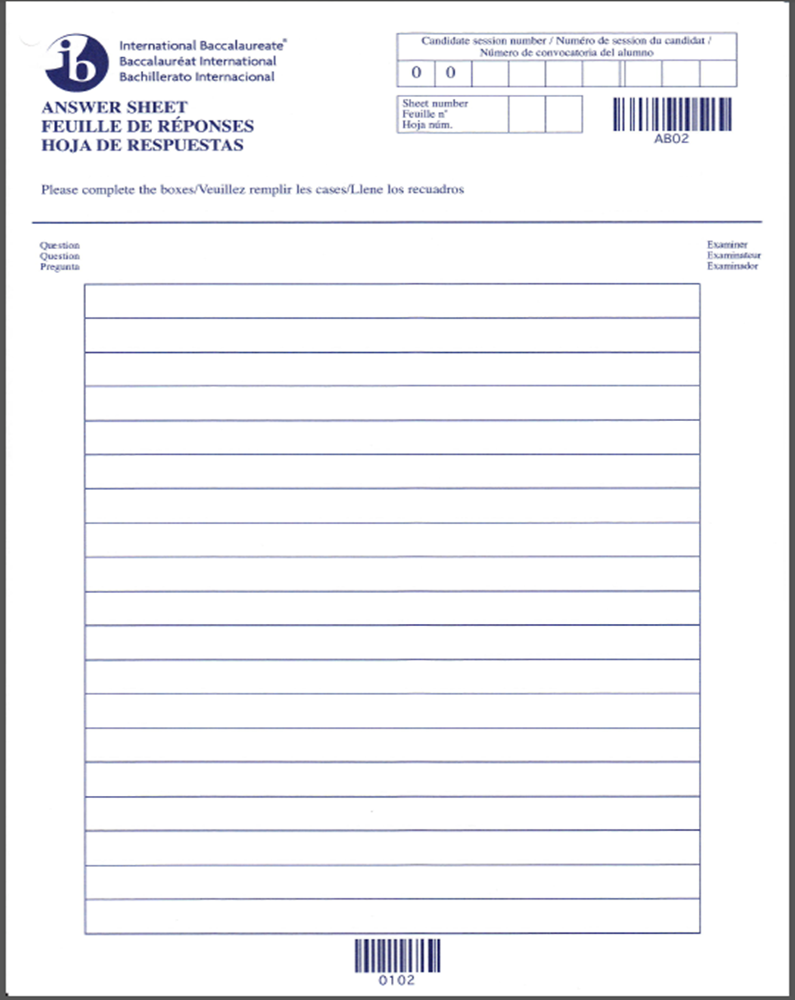 ib
International Baccalaureate®
Baccalauréat International
Bachillerato Internacional
ANSWER SHEET
FEUILLE DE RÉPONSES
HOJA DE RESPUESTAS
Candidate session number / Numéro de session du candidat /
Número de convocatoria del alumno
0 0
Sheet number
Feuille n°
Hoja núm.
AB02
Please complete the boxes/Veuillez remplir les cases/Llene los recuadros
Question
Question
Pregunta
Examiner
Examinateur
Examinador
0102